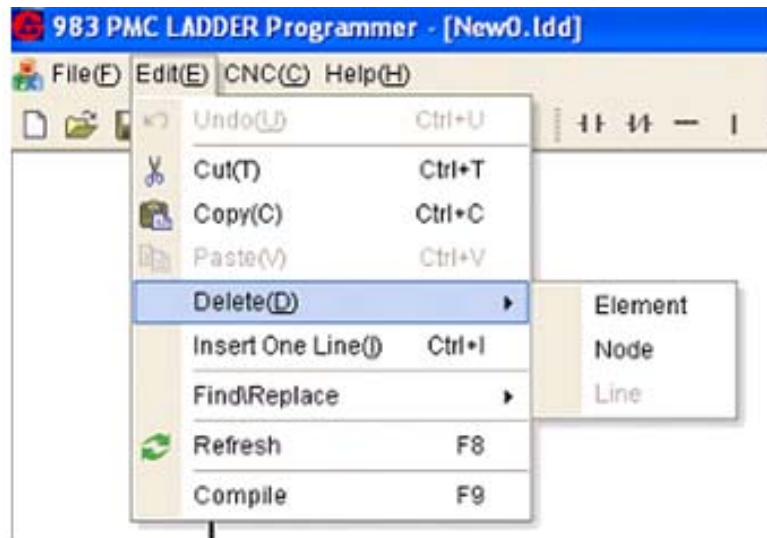 983 PMC LADDER Programmer - [New0.ldd]
File(F) Edit(E) CNC(C) Help(H)
Undo(U) Ctrl+U
Cut(T) Ctrl+T
Copy(C) Ctrl+C
Paste(V) Ctrl+V
Delete(D)
Element
Insert One Line(I) Ctrl+I
Node
Find\Replace
Line
Refresh F8
Compile F9